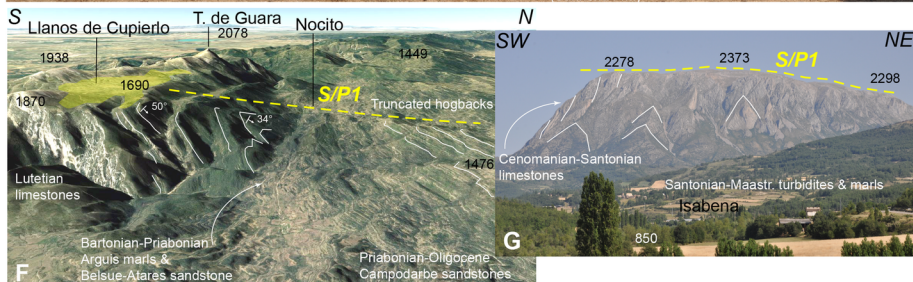 S
T. de Guara
2078
Nocito
N
Llanos de Cupierlo
1938
1449
1690
1870
S/P1
50°
34°
Truncated hogbacks
1476
Lutetian
limestones
Bartonian-Priabonian
Arguis marls &
Belsue-Atares sandstone
Priabonian-Oligocene
Campodarbe sandstones
F
SW
NE
2278
2373
S/P1
2298
Cenomanian-Santonian
limestones
Santonian-Maastr. turbidites & marls
Isabena
850
G